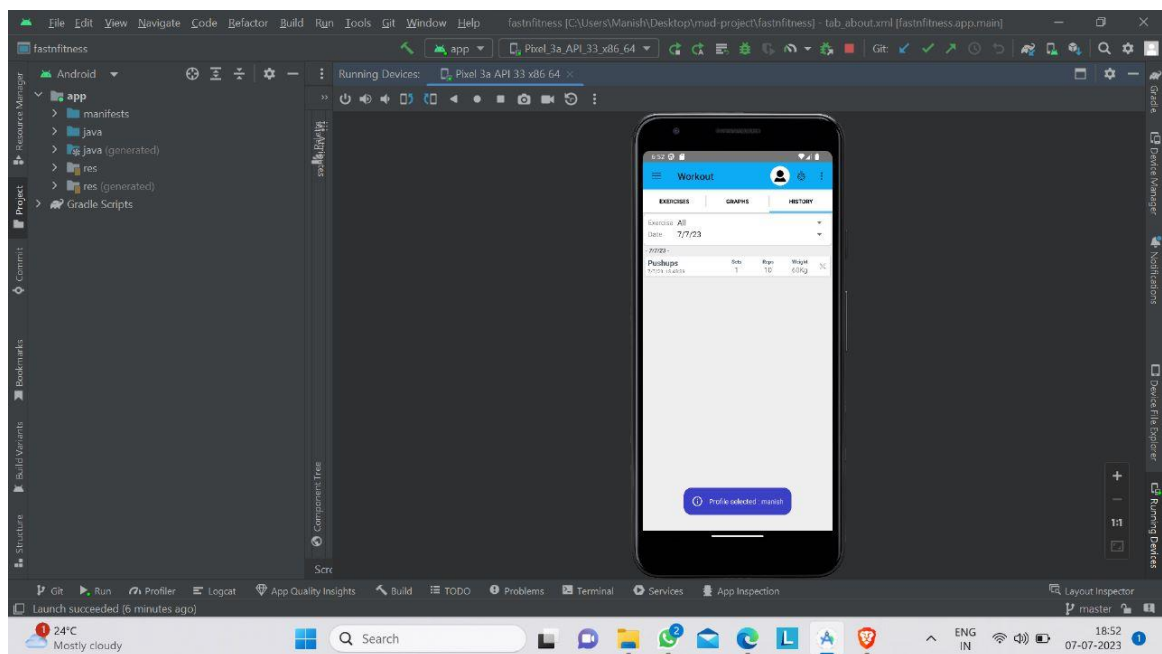 File Edit View Navigate Code Refactor Build Run Tools Git Window Help fastnfitness [C:\Users\Manish\Desktop\mad-project\fastnfitness] - tab_about.xml [fastnfitness.app.main]
fastnfitness
app
Pixel_3a_API_33_x86_64
Git:
Android
Running Devices:
Pixel 3a API 33 x86 64
app
manifests
java
java (generated)
res
res (generated)
Gradle Scripts
Resource Manager
Project
Commit
Bookmarks
Build Variants
Structure
Attributes
Component Tree
6:52
Workout
EXERCISES GRAPHS HISTORY
Exercise All
Date 7/7/23
- 7/7/23 -
Pushups
Sets Reps Weight
1 10 60Kg
Profile selected : manish
Gradle
Device Manager
Notifications
Device File Explorer
Running Devices
1:1
Git Run Profiler Logcat App Quality Insights Build TODO Problems Terminal Services App Inspection Layout Inspector
Launch succeeded (6 minutes ago)
master
1
24°C
Mostly cloudy
Search
2
L
ENG
IN
18:52
07-07-2023
1